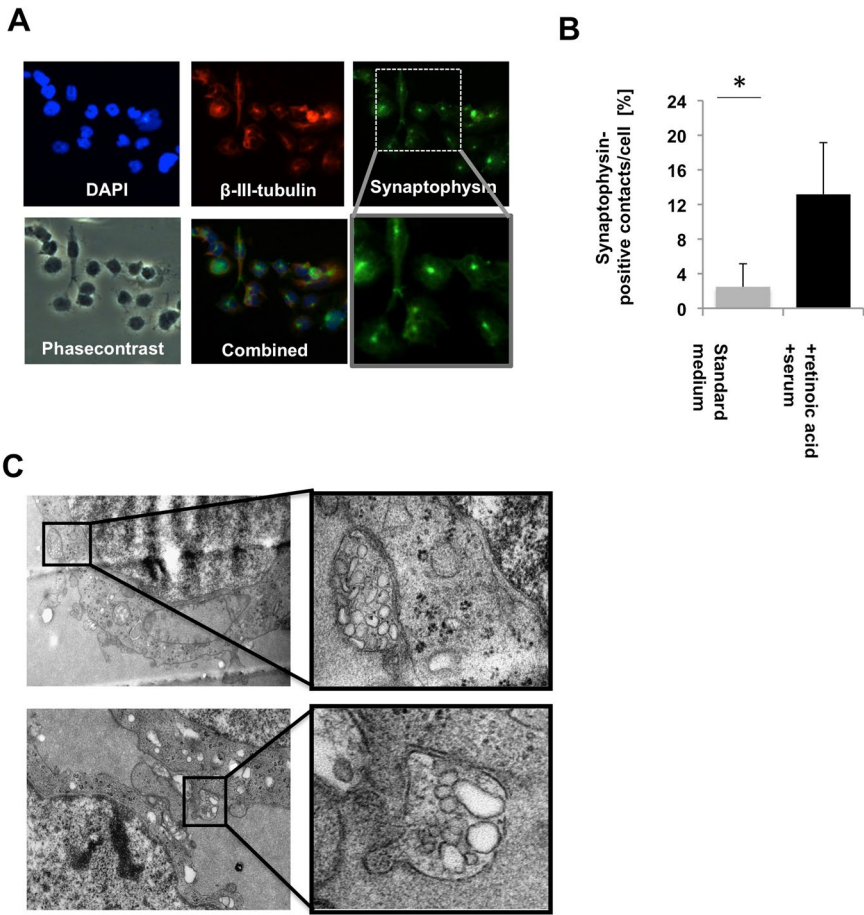 A
DAPI
β-III-tubulin
Synaptophysin
Phasecontrast
Combined
B
Synaptophysin-
positive contacts/cell [%]
24
20
16
12
8
4
0
*
Standard
medium
+retinoic acid
+serum
C